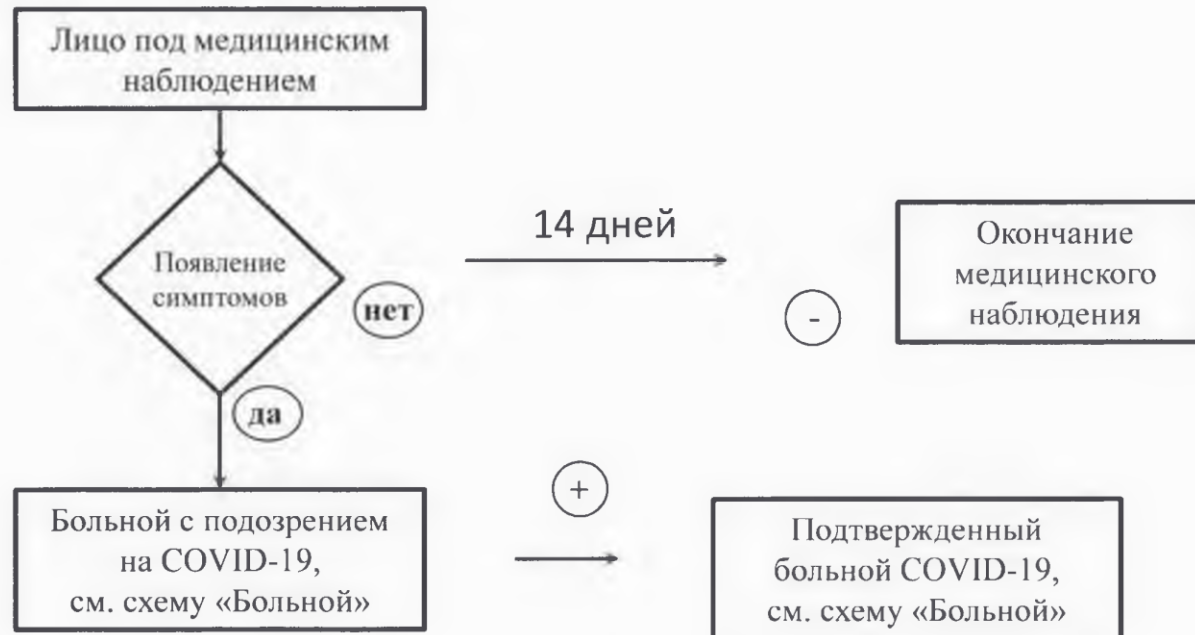 Лицо под медицинским
наблюдением
Появление
симптомов
нет
да
14 дней
-
Окончание
медицинского
наблюдения
Больной с подозрением
на COVID-19,
см. схему «Больной»
+
Подтвержденный
больной COVID-19,
см. схему «Больной»